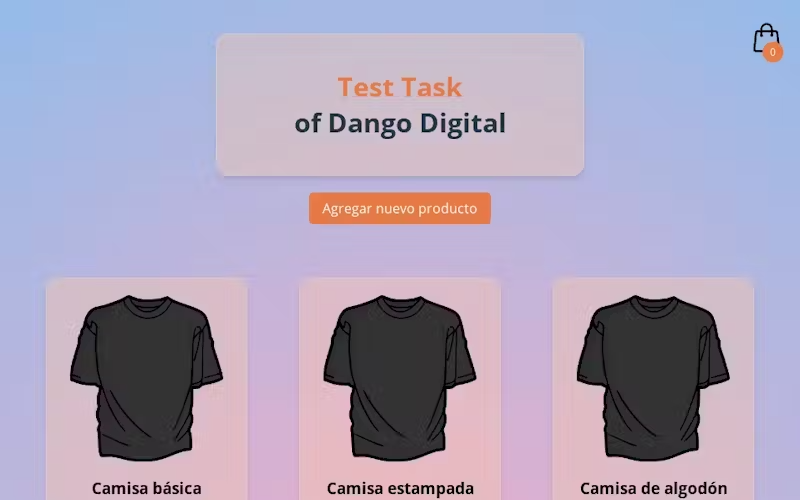 0
Test Task
of Dango Digital
Agregar nuevo producto
Camisa básica
Camisa estampada
Camisa de algodón